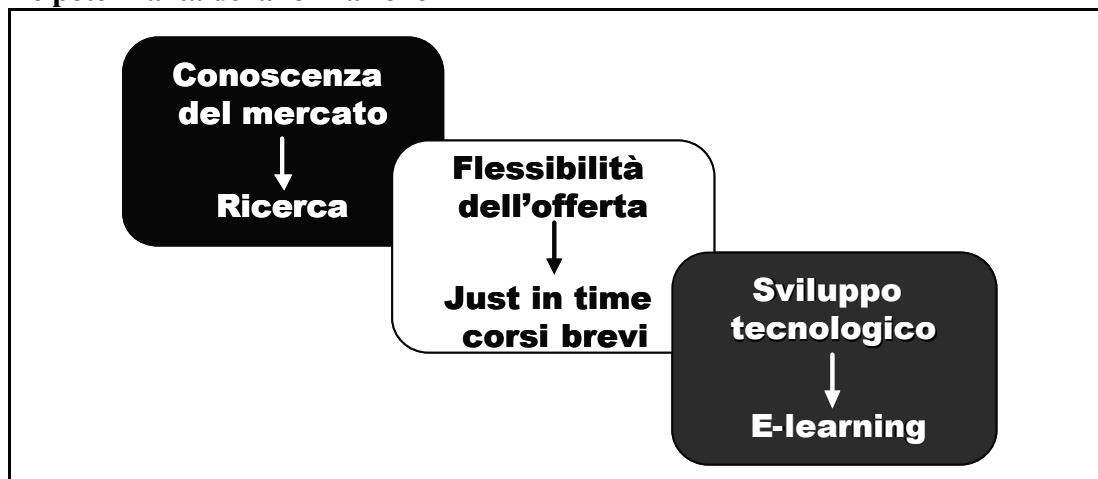 Conoscenza
del mercato
Ricerca
Flessibilità
dell’offerta
Just in time
corsi brevi
Sviluppo
tecnologico
E-learning